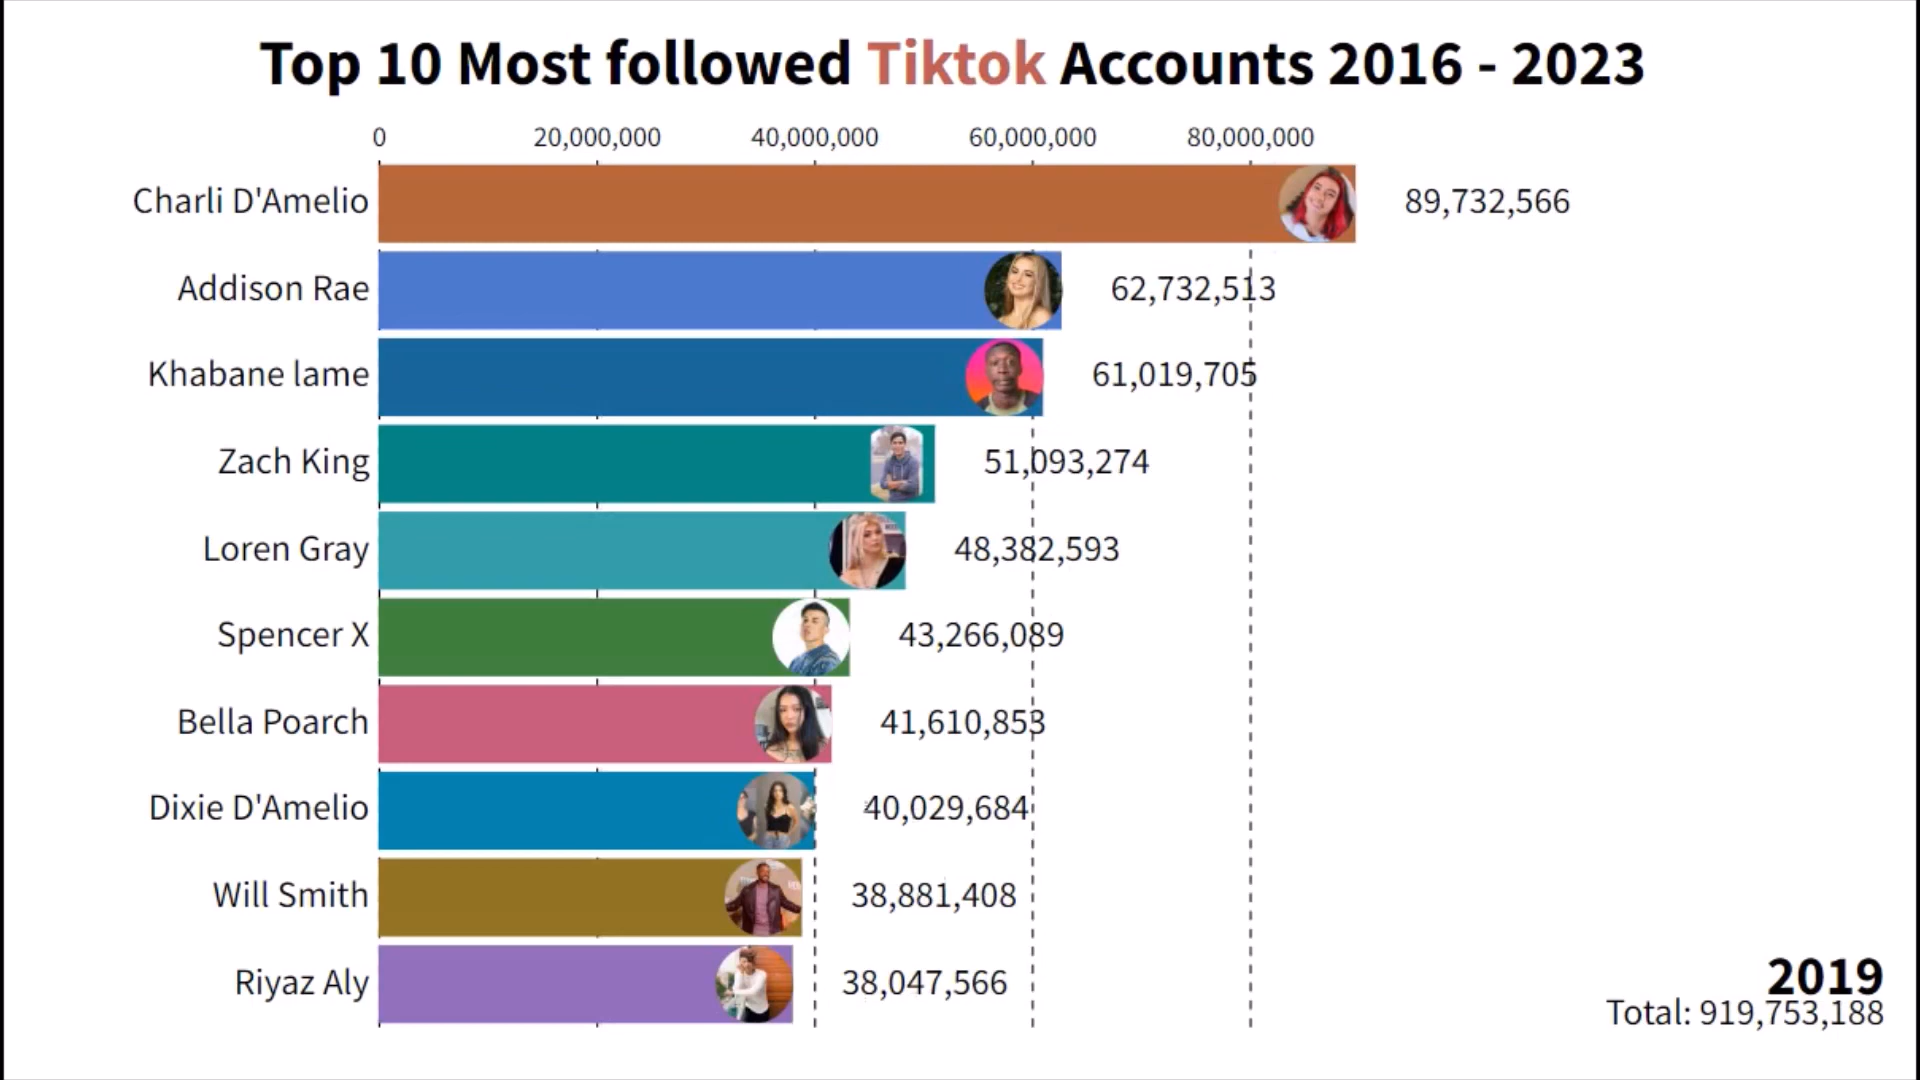 Top 10 Most followed Tiktok Accounts 2016 - 2023
0 20,000,000 40,000,000 60,000,000 80,000,000
Charli D'Amelio 89,732,566
Addison Rae 62,732,513
Khabane lame 61,019,705
Zach King 51,093,274
Loren Gray 48,382,593
Spencer X 43,266,089
Bella Poarch 41,610,853
Dixie D'Amelio 40,029,684
Will Smith 38,881,408
Riyaz Aly 38,047,566
2019
Total: 919,753,188